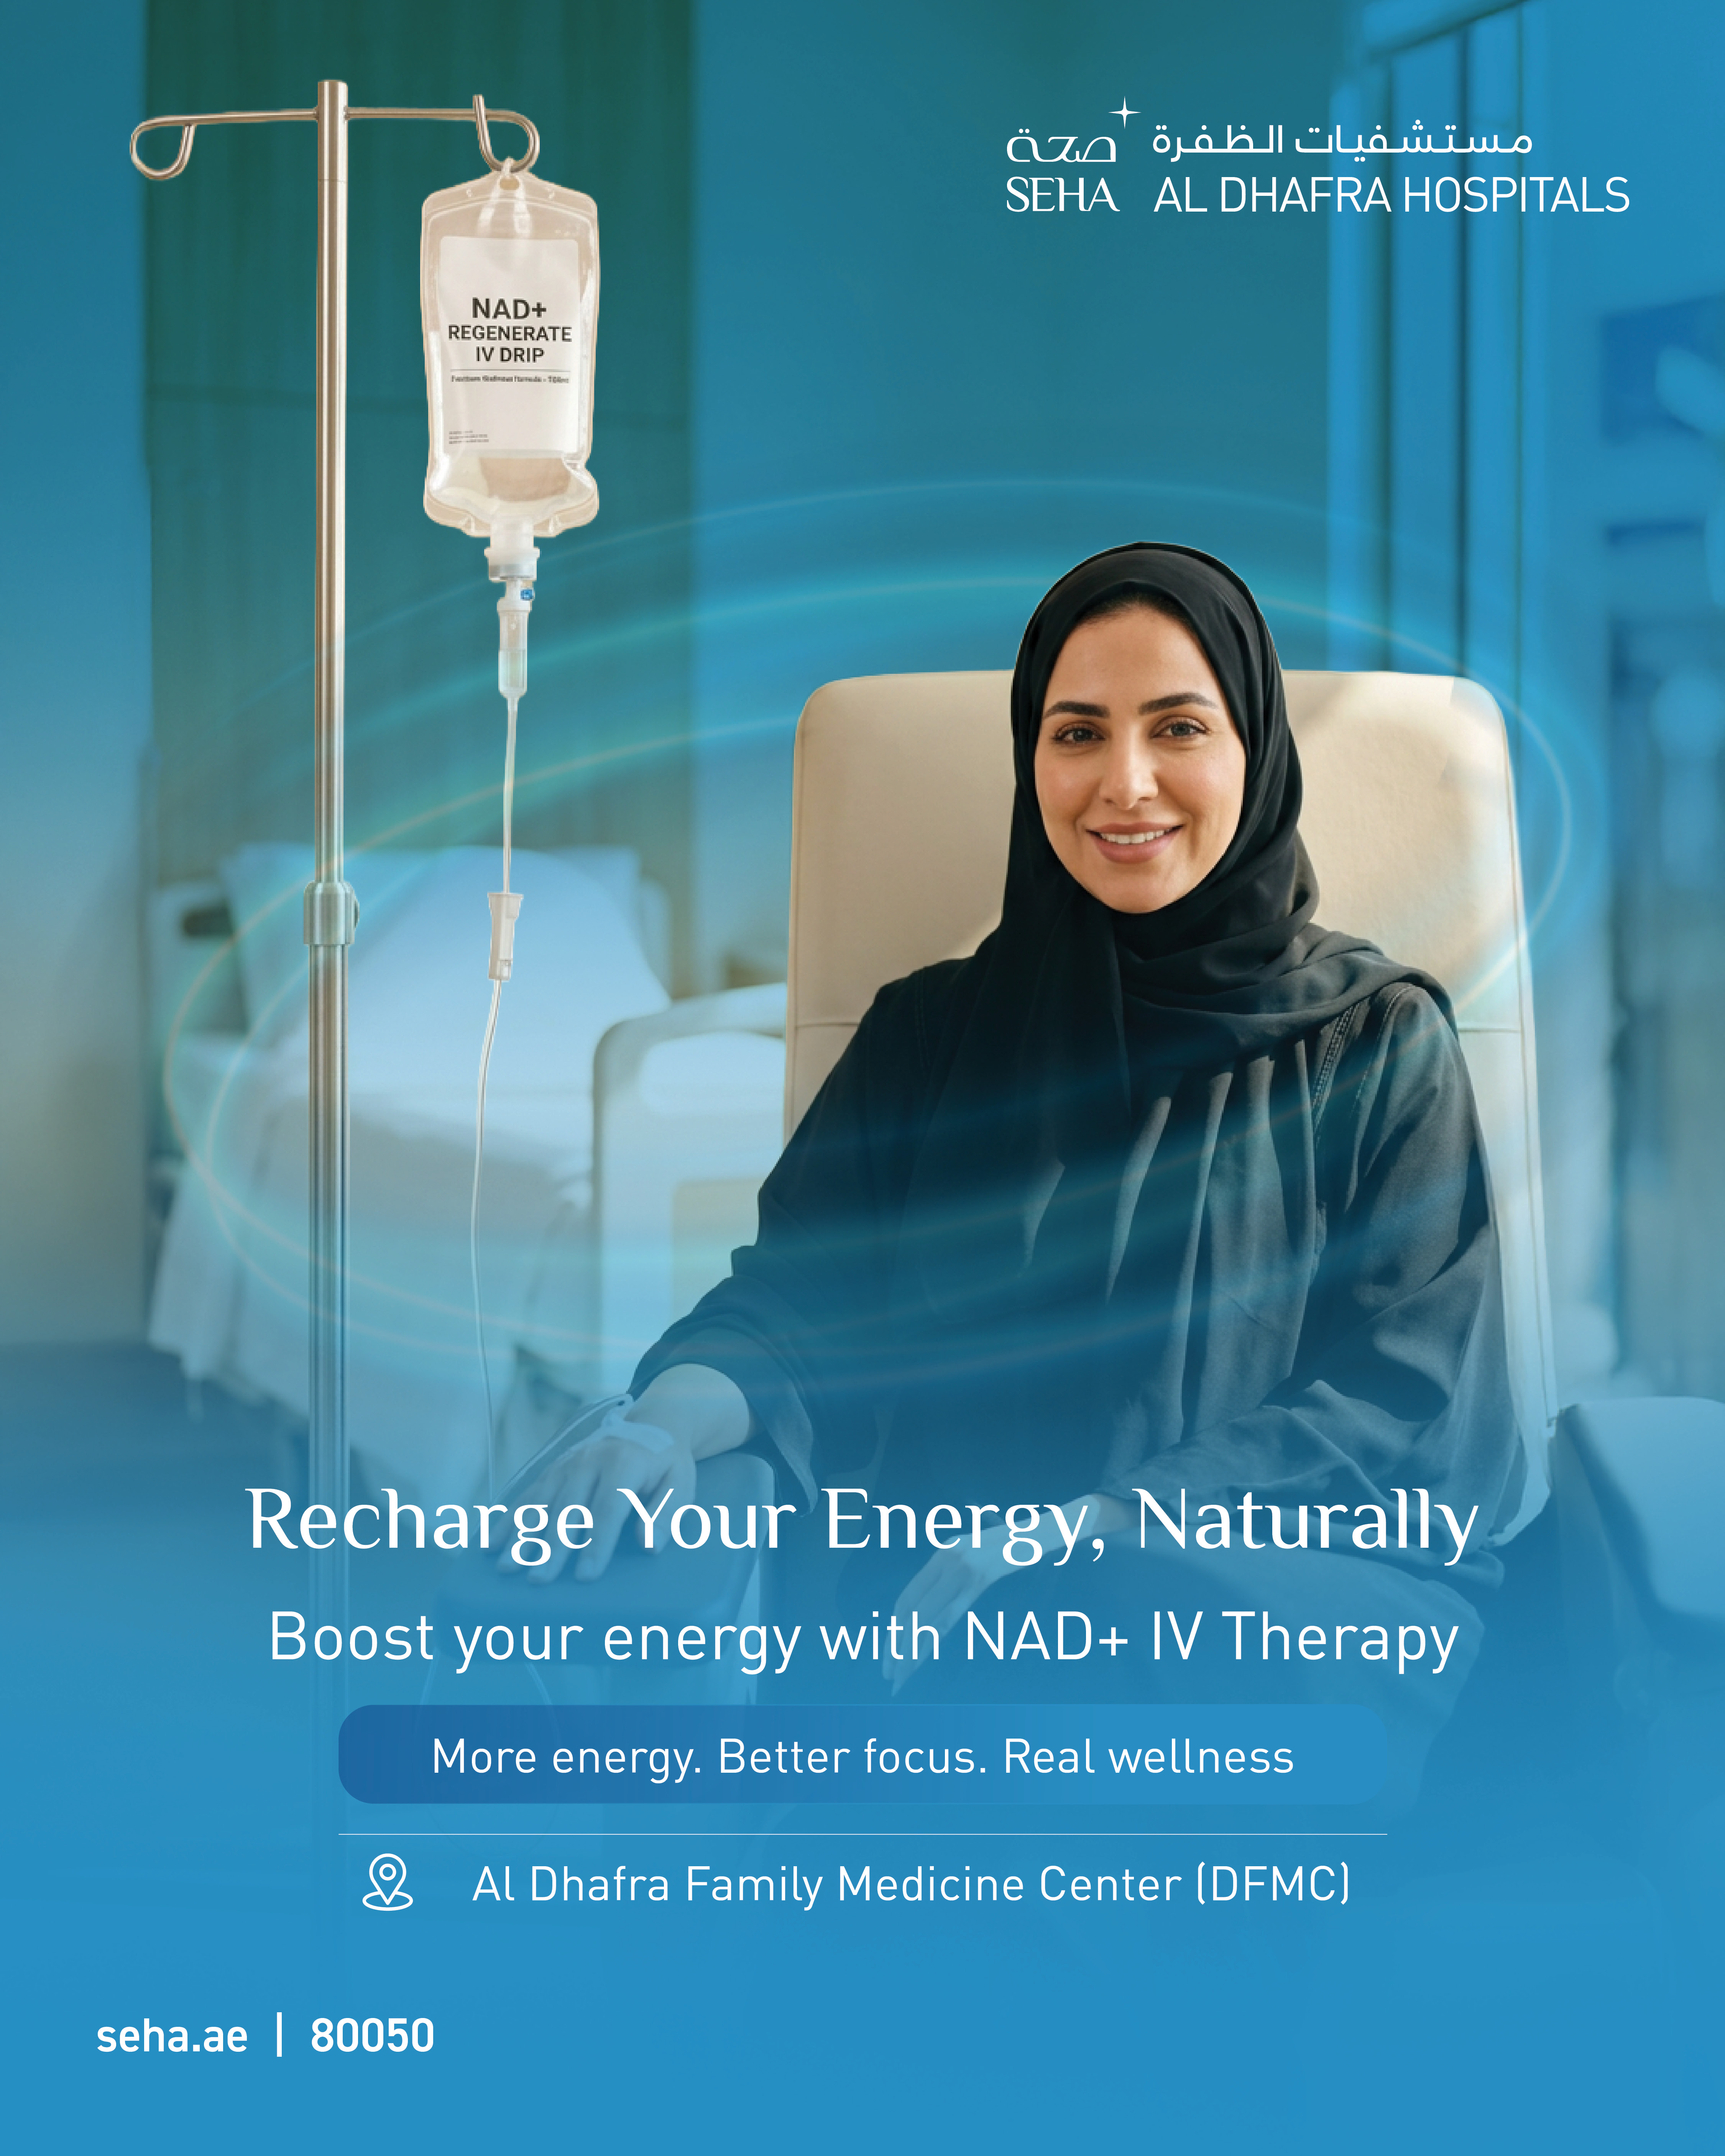 صحة
مستشفيات الظفرة
SEHA
AL DHAFRA HOSPITALS
NAD+
REGENERATE
IV DRIP
Recharge Your Energy, Naturally
Boost your energy with NAD+ IV Therapy
More energy. Better focus. Real wellness
Al Dhafra Family Medicine Center (DFMC)
seha.ae | 80050